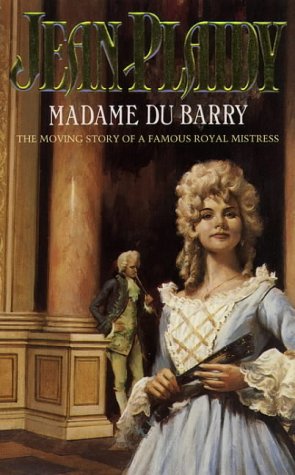 JEAN PLAIDY
MADAME DU BARRY
THE MOVING STORY OF A FAMOUS ROYAL MISTRESS